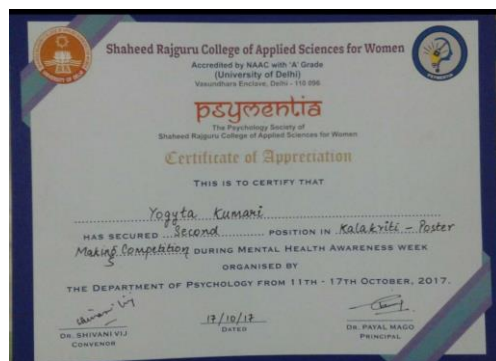 Shaheed Rajguru College of Applied Sciences for Women
Accredited by NAAC with 'A' Grade
(University of Delhi)
Vasundhara Enclave, Delhi - 110 096
psymentia
The Psychology Society of
Shaheed Rajguru College of Applied Sciences for Women
Certificate of Appreciation
THIS IS TO CERTIFY THAT
Yogyta Kumari
HAS SECURED Second POSITION IN Kalakriti - Poster
Making Competition DURING MENTAL HEALTH AWARENESS WEEK
ORGANISED BY
THE DEPARTMENT OF PSYCHOLOGY FROM 11TH - 17TH OCTOBER, 2017.
17/10/17
DR. SHIVANI VIJ
CONVENOR
DATED
DR. PAYAL MAGO
PRINCIPAL